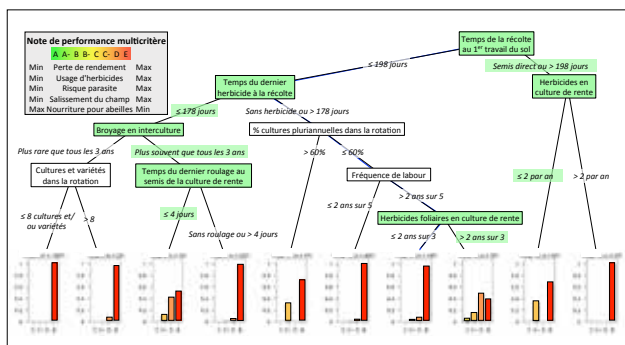 Note de performance multicritère
A A- B B- C C- D E
Min Perte de rendement Max
Min Usage d'herbicides Max
Min Risque parasite Max
Min Salissement du champ Max
Max Nourriture pour abeilles Min
Temps de la récolte
au 1er travail du sol
≤ 198 jours
Semis direct ou > 198 jours
Temps du dernier
herbicide à la récolte
Herbicides en
culture de rente
≤ 178 jours
Sans herbicide ou > 178 jours
Broyage en interculture
% cultures pluriannuelles dans la rotation
Plus rare que tous les 3 ans
Plus souvent que tous les 3 ans
> 60%
≤ 60%
Cultures et variétés
dans la rotation
Temps du dernier roulage au
semis de la culture de rente
Fréquence de labour
≤ 2 par an
> 2 par an
≤ 8 cultures et/
ou variétés
> 8
≤ 4 jours
Sans roulage ou > 4 jours
≤ 2 ans sur 5
> 2 ans sur 5
Herbicides foliaires en culture de rente
≤ 2 ans sur 3
> 2 ans sur 3